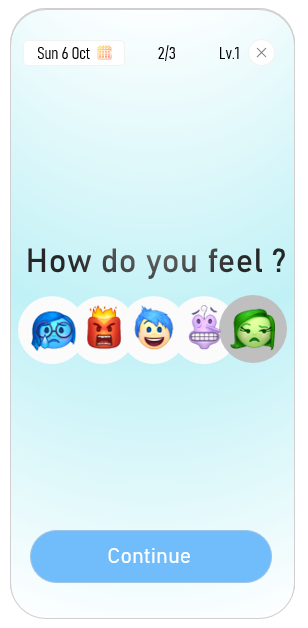 Sun 6 Oct 2/3 Lv.1
How do you feel ?
Continue